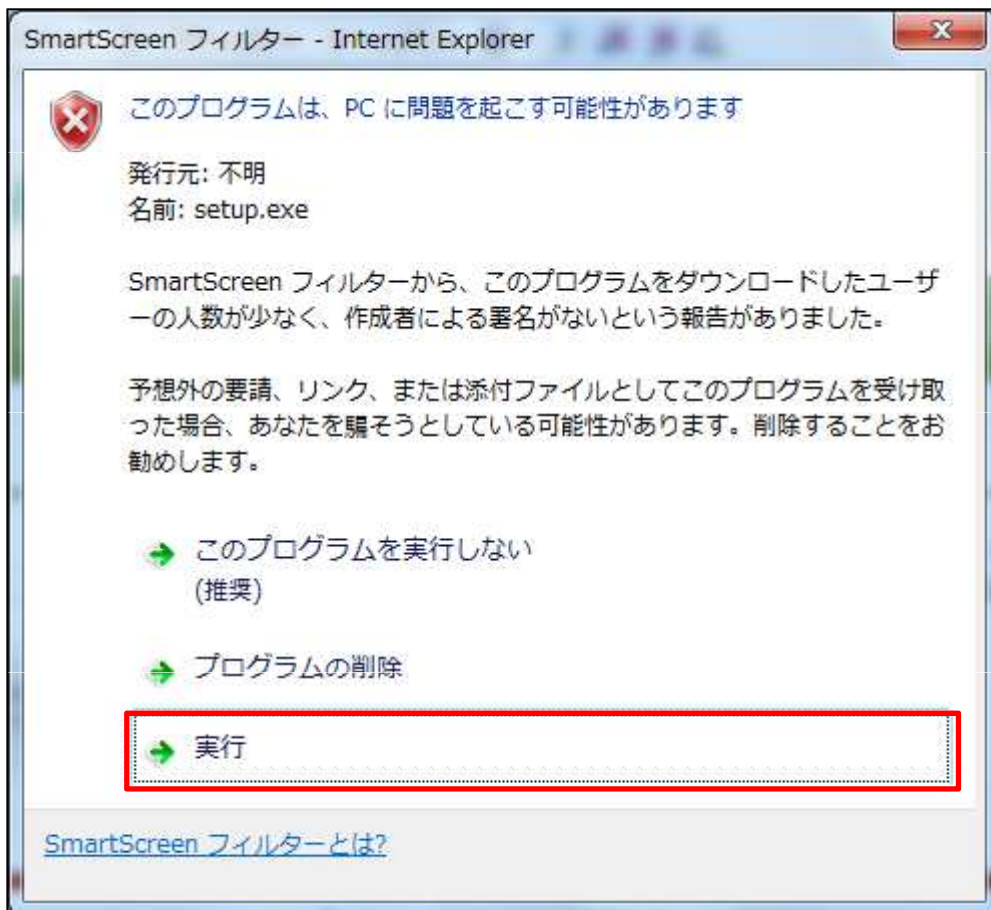 SmartScreen フィルター - Internet Explorer
このプログラムは、PC に問題を起こす可能性があります
発行元: 不明
名前: setup.exe
SmartScreen フィルターから、このプログラムをダウンロードしたユーザ
ーの人数が少なく、作成者による署名がないという報告がありました。
予想外の要請、リンク、または添付ファイルとしてこのプログラムを受け取
った場合、あなたを騙そうとしている可能性があります。削除することをお
勧めします。
このプログラムを実行しない
(推奨)
プログラムの削除
実行
SmartScreen フィルターとは?